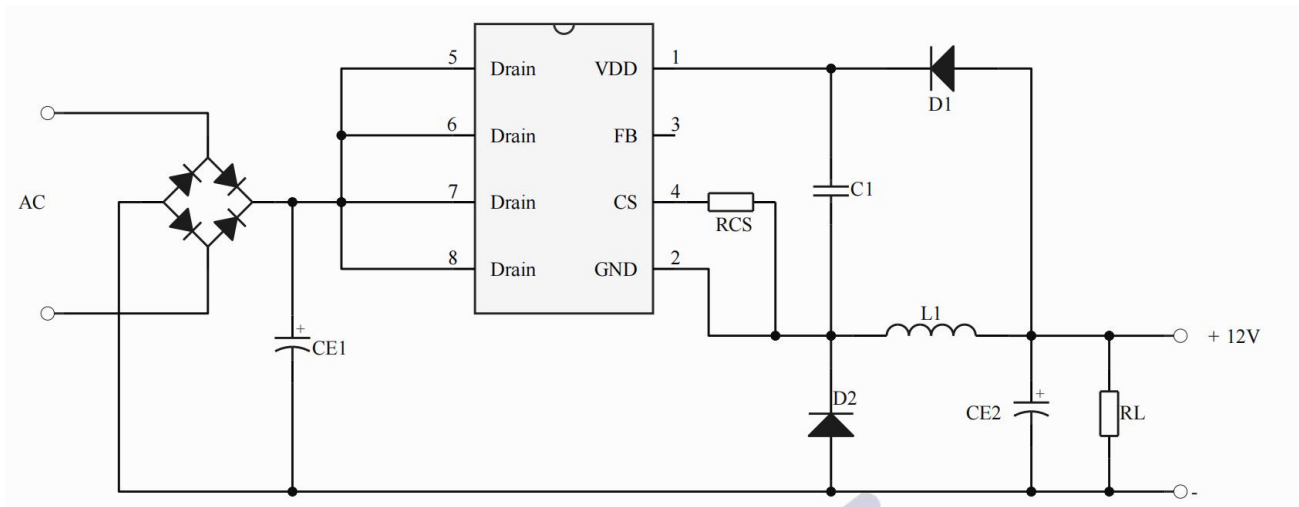 5 Drain VDD 1
D1
6 Drain FB 3
AC 7 Drain CS 4 C1
RCS
8 Drain GND 2
L1
+ 12V
+ CE1
D2
CE2 + RL
-